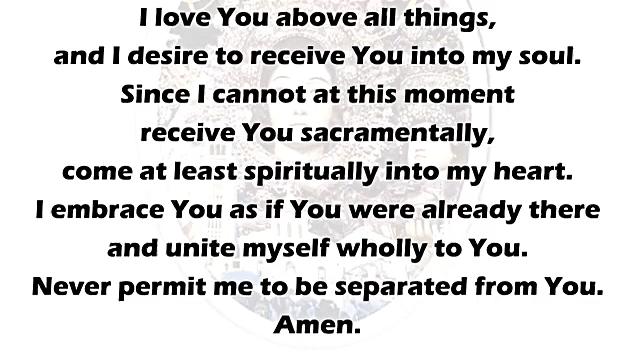 I love You above all things,
and I desire to receive You into my soul.
Since I cannot at this moment
receive You sacramentally,
come at least spiritually into my heart.
I embrace You as if You were already there
and unite myself wholly to You.
Never permit me to be separated from You.
Amen.